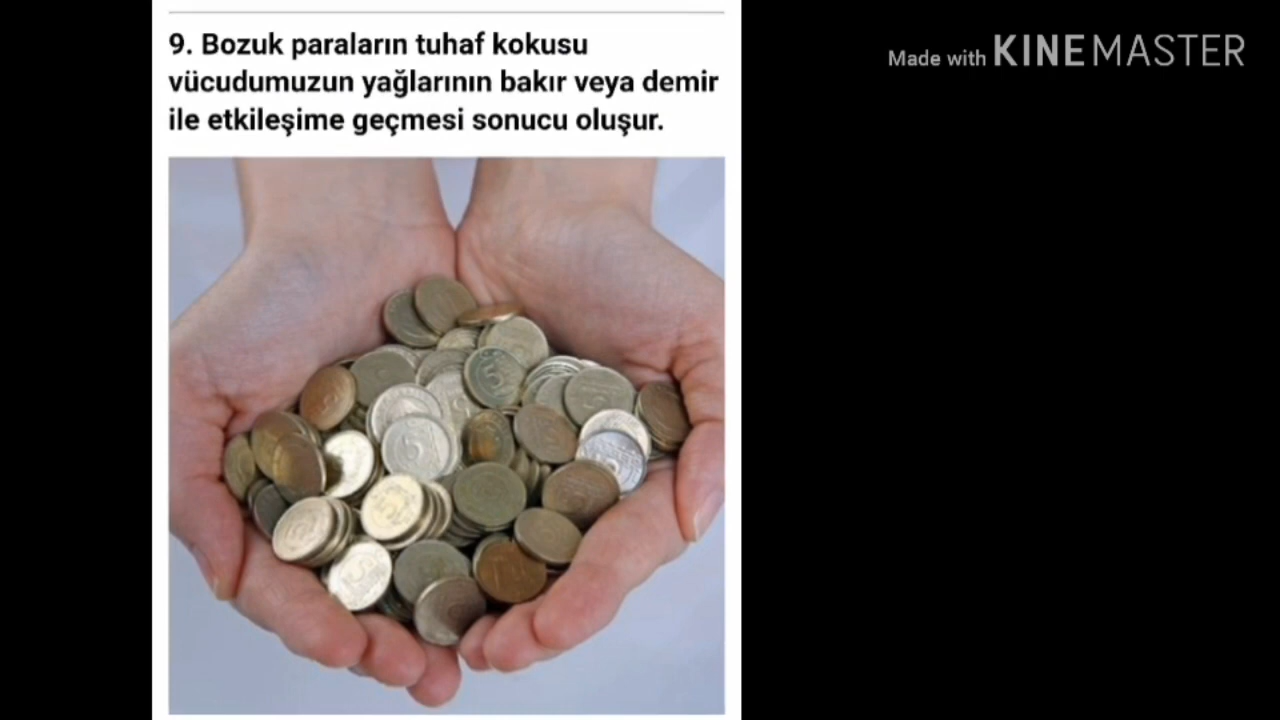 9. Bozuk paraların tuhaf kokusu
vücudumuzun yağlarının bakır veya demir
ile etkileşime geçmesi sonucu oluşur.
Made with KINEMASTER